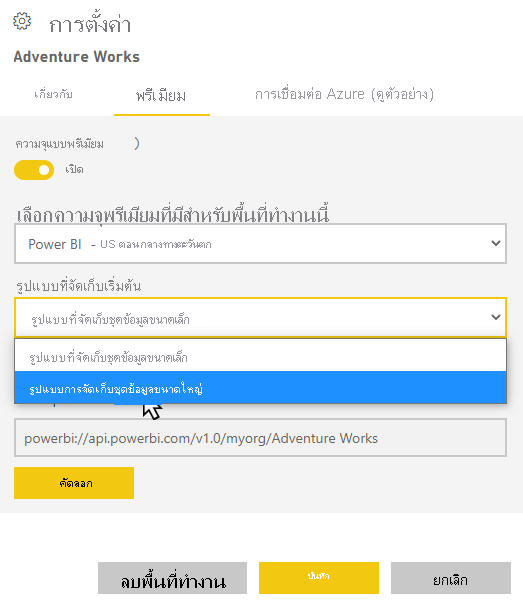 การตั้งค่า
Adventure Works
เกี่ยวกับ พรีเมียม การเชื่อมต่อ Azure (ดูตัวอย่าง)
ความจุแบบพรีเมียม
เปิด
เลือกความจุพรีเมียมที่มีสำหรับพื้นที่ทำงานนี้
Power BI - US ตอนกลางทางตะวันตก
รูปแบบที่จัดเก็บเริ่มต้น
รูปแบบที่จัดเก็บชุดข้อมูลขนาดเล็ก
รูปแบบที่จัดเก็บชุดข้อมูลขนาดเล็ก
รูปแบบการจัดเก็บชุดข้อมูลขนาดใหญ่
powerbi://api.powerbi.com/v1.0/myorg/Adventure Works
คัดลอก
ลบพื้นที่ทำงาน บันทึก ยกเลิก